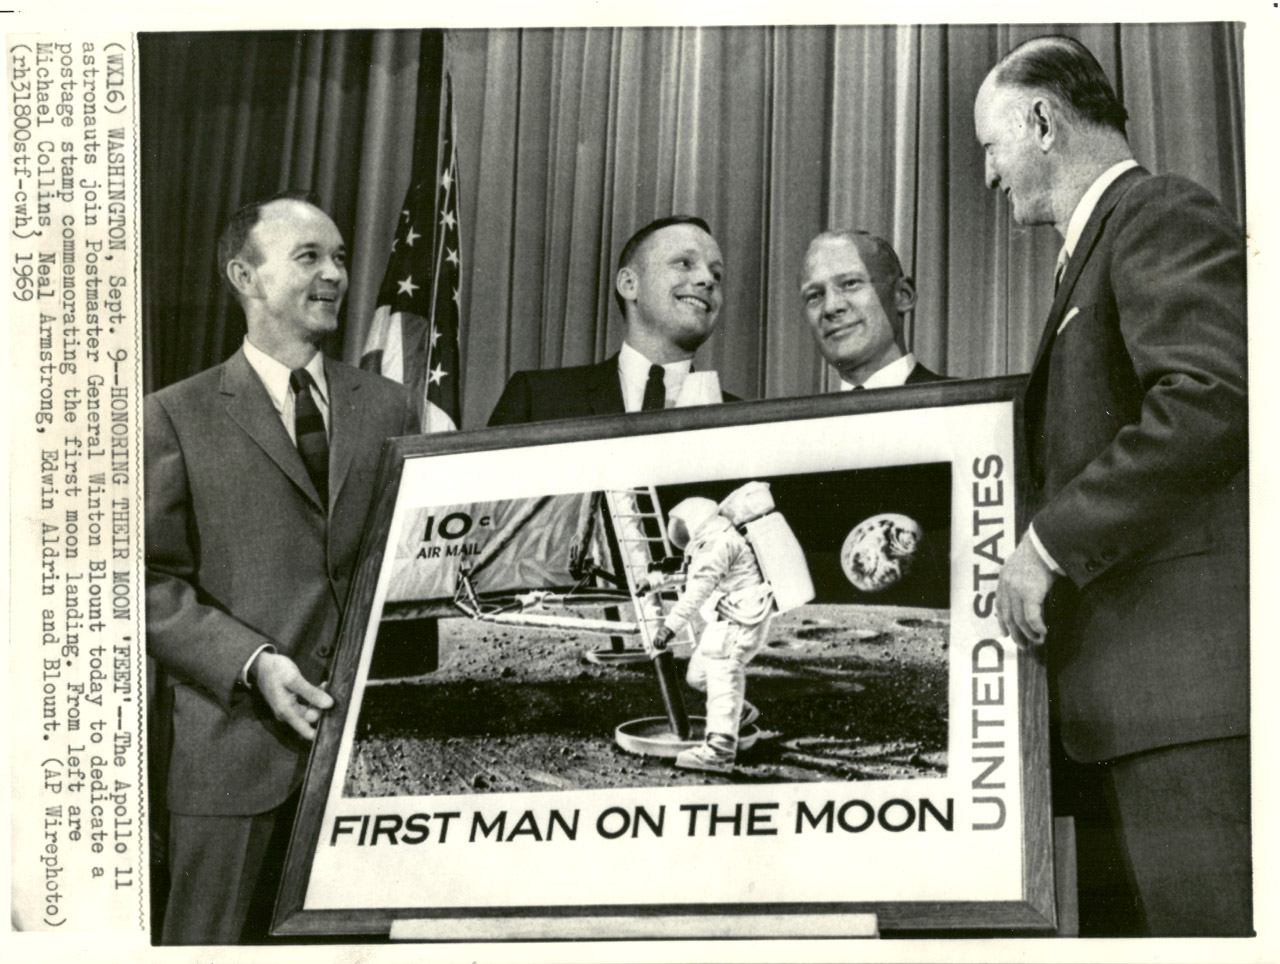 (WX16) WASHINGTON, Sept. 9--HONORING THEIR MOON 'FEET'--The Apollo 11
astronauts join Postmaster General Winton Blount today to dedicate a
postage stamp commemorating the first moon landing. From left are
Michael Collins, Neal Armstrong, Edwin Aldrin and Blount. (AP Wirephoto)
(rh31800stf-cwh) 1969
10c
AIR MAIL
UNITED STATES
FIRST MAN ON THE MOON